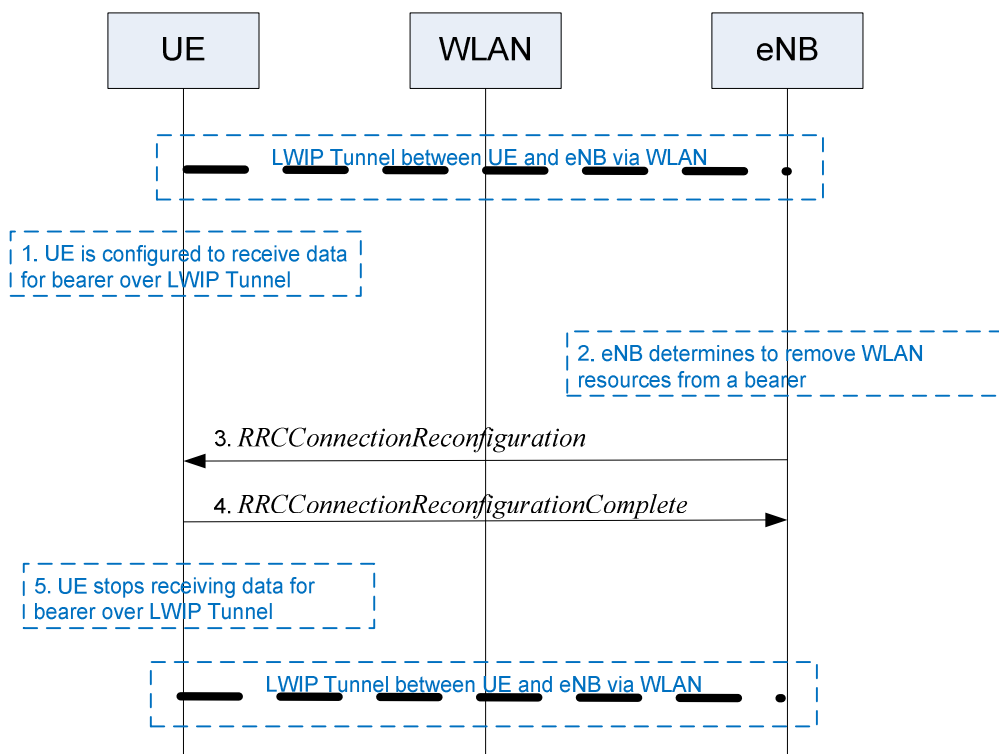 UE
WLAN
eNB
LWIP Tunnel between UE and eNB via WLAN
1. UE is configured to receive data
for bearer over LWIP Tunnel
2. eNB determines to remove WLAN
resources from a bearer
3. RRCConnectionReconfiguration
4. RRCConnectionReconfigurationComplete
5. UE stops receiving data for
bearer over LWIP Tunnel
LWIP Tunnel between UE and eNB via WLAN